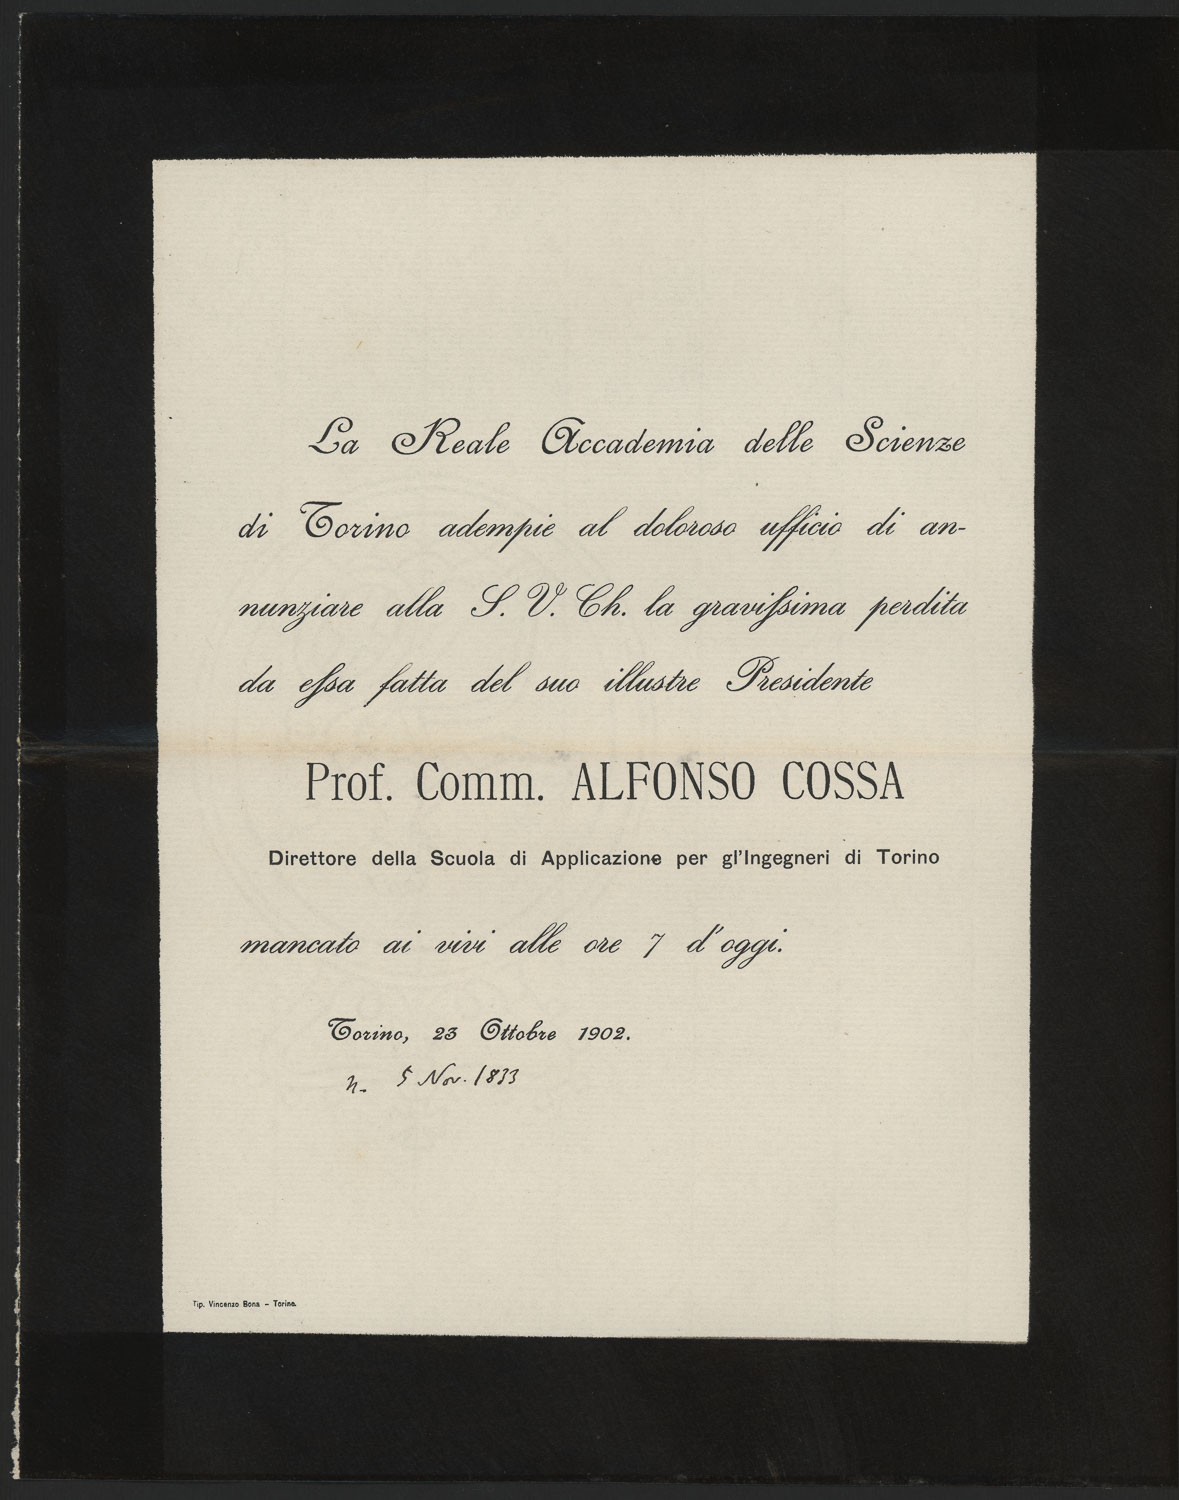 La Reale Accademia delle Scienze
di Torino adempie al doloroso ufficio di an-
nunziare alla S. V. Ch. la gravissima perdita
da essa fatta del suo illustre Presidente
Prof. Comm. ALFONSO COSSA
Direttore della Scuola di Applicazione per gl'Ingegneri di Torino
mancato ai vivi alle ore 7 d'oggi.
Torino, 23 Ottobre 1902.
n. 5 Nov. 1833
Tip. Vincenzo Bona – Torino.